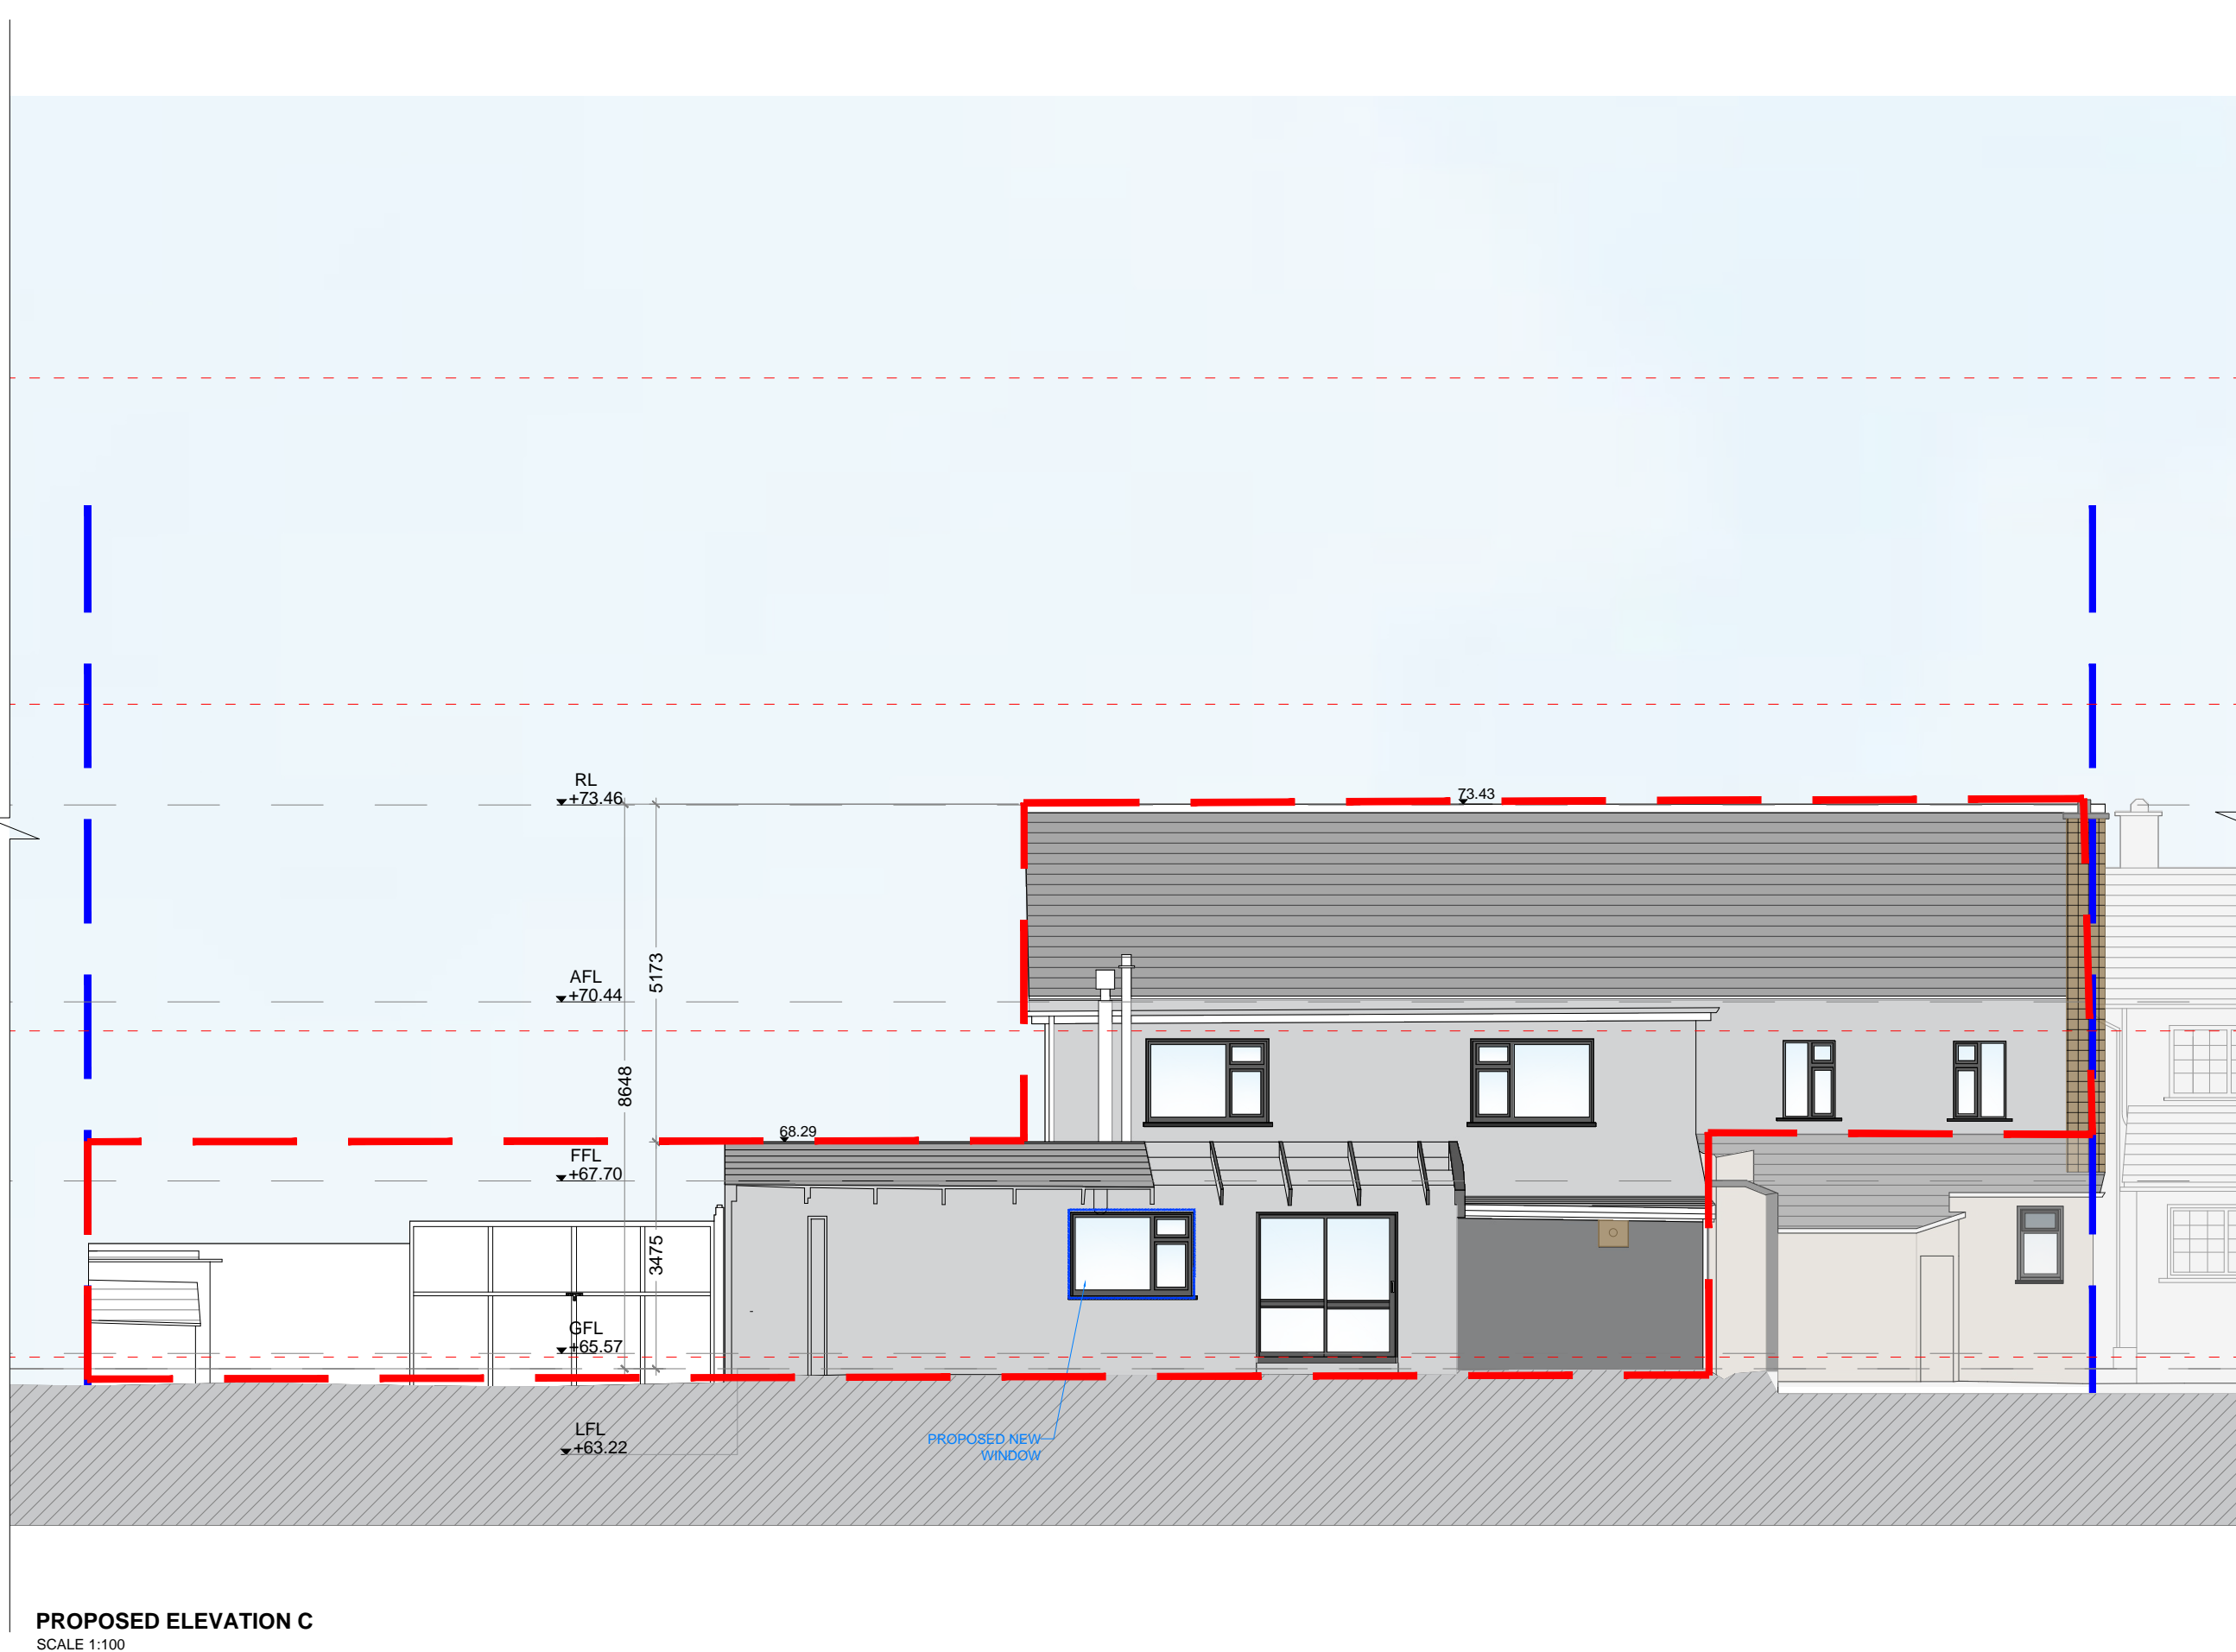 RL
+73.46
73.43
AFL
+70.44
5173
8648
68.29
FFL
+67.70
3475
GFL
+65.57
LFL
+63.22
PROPOSED NEW
WINDOW
PROPOSED ELEVATION C
SCALE 1:100